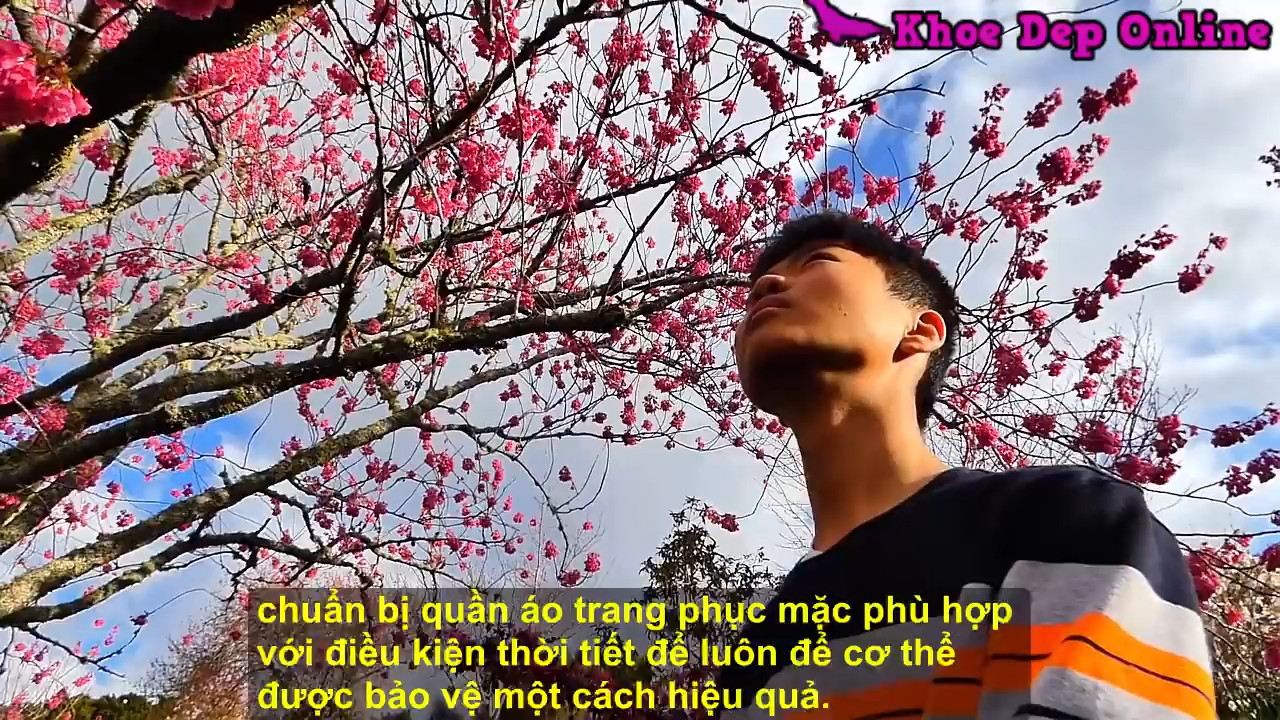 Khoe Dep Online
chuẩn bị quần áo trang phục mặc phù hợp
với điều kiện thời tiết để luôn để cơ thể
được bảo vệ một cách hiệu quả.